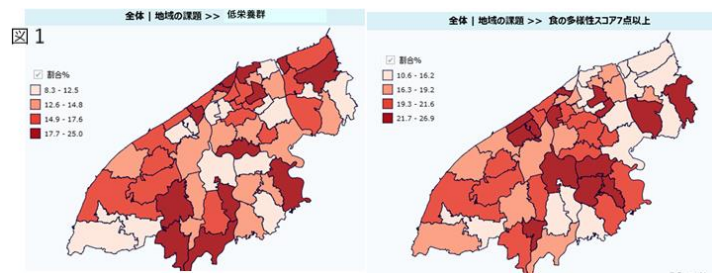 全体 | 地域の課題 >> 低栄養群
図 1
割合%
8.3 - 12.5
12.6 - 14.8
14.9 - 17.6
17.7 - 25.0
全体 | 地域の課題 >> 食の多様性スコア7点以上
割合%
10.6 - 16.2
16.3 - 19.2
19.3 - 21.6
21.7 - 26.9